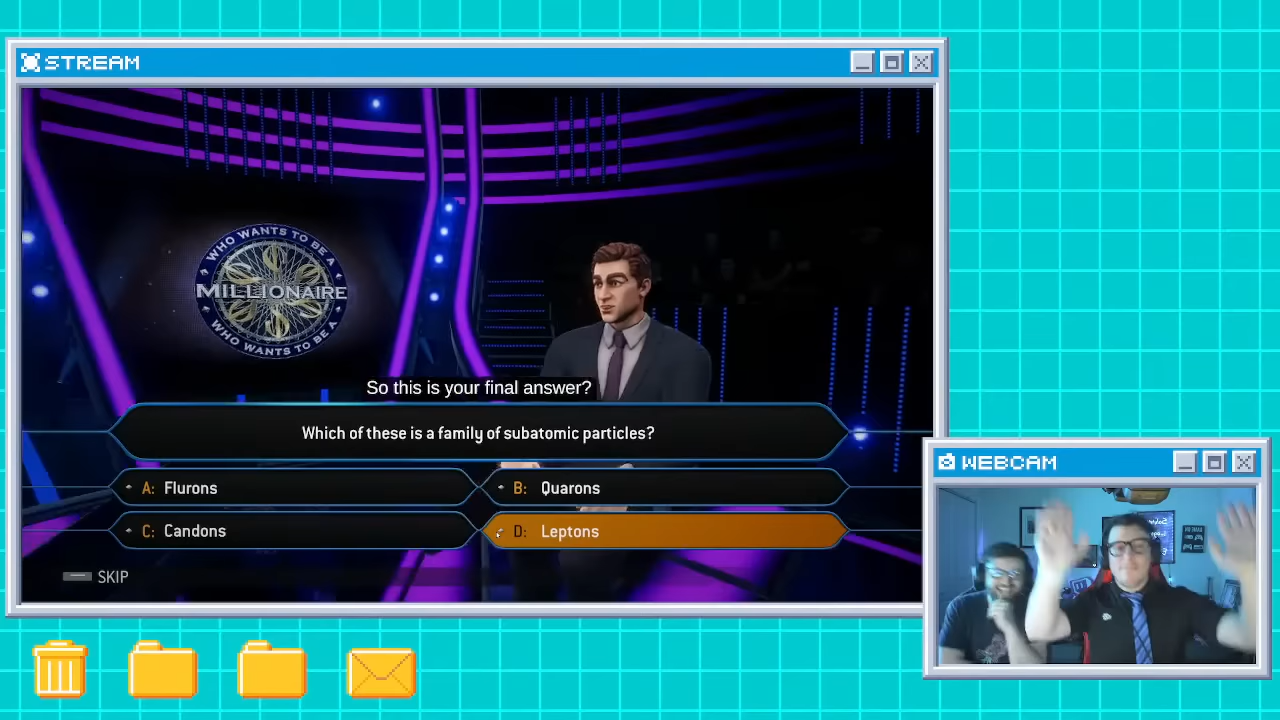 STREAM
WHO WANTS TO BE A
MILLIONAIRE
WHO WANTS TO BE A
So this is your final answer?
Which of these is a family of subatomic particles?
A: Flurons
B: Quarons
C: Candons
D: Leptons
SKIP
WEBCAM